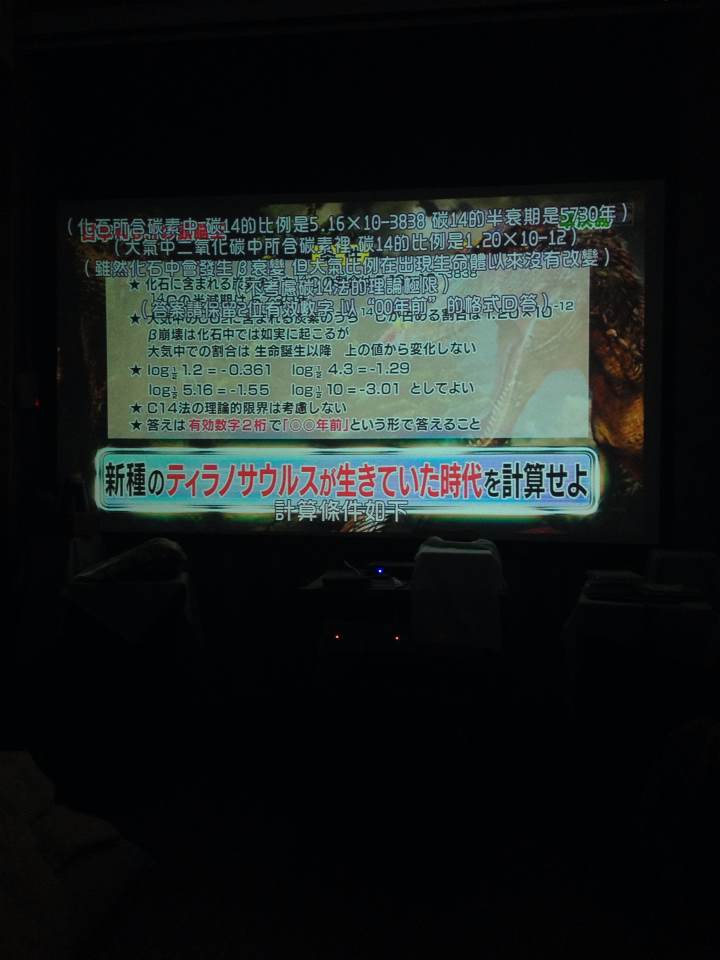 (化石所含碳素中 碳14的比例是5.16×10-3838 碳14的半衰期是5730年)
(大氣中二氧化碳中所含碳素裡 碳14的比例是1.20×10-12)
(雖然化石中會發生β衰變 但大氣比例在出現生命體以來沒有改變)
★ 化石に含まれる炭
碳14法的理論極限)
位有效數字 以“00年前”的格式回答)
β崩壊は化石中では如実に起こるが
大気中での割合は 生命誕生以降 上の値から変化しない
★ log½ 1.2 = -0.361 log½ 4.3 = -1.29
log½ 5.16 = -1.55 log½ 10 = -3.01 としてよい
★ C14法の理論的限界は考慮しない
★ 答えは有効数字2桁で「○○年前」という形で答えること
新種のティラノサウルスが生きていた時代を計算せよ
計算條件如下